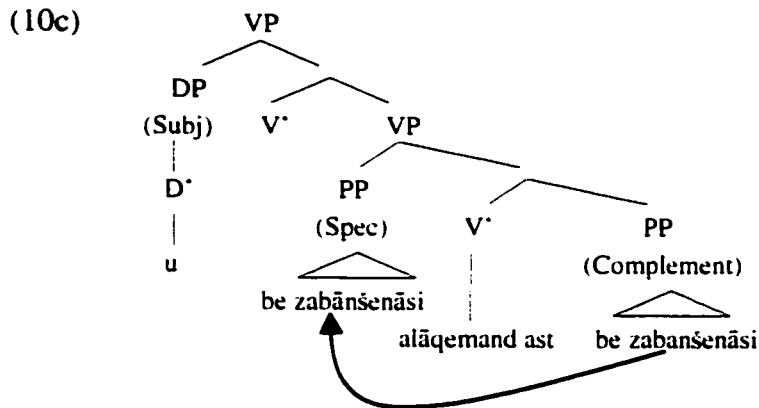 (10c) VP
DP
(Subj) V˙ VP
D˙ PP V˙ PP
(Spec) (Complement)
u
be zabānšenāsi
alāqemand ast be zabanšenāsi